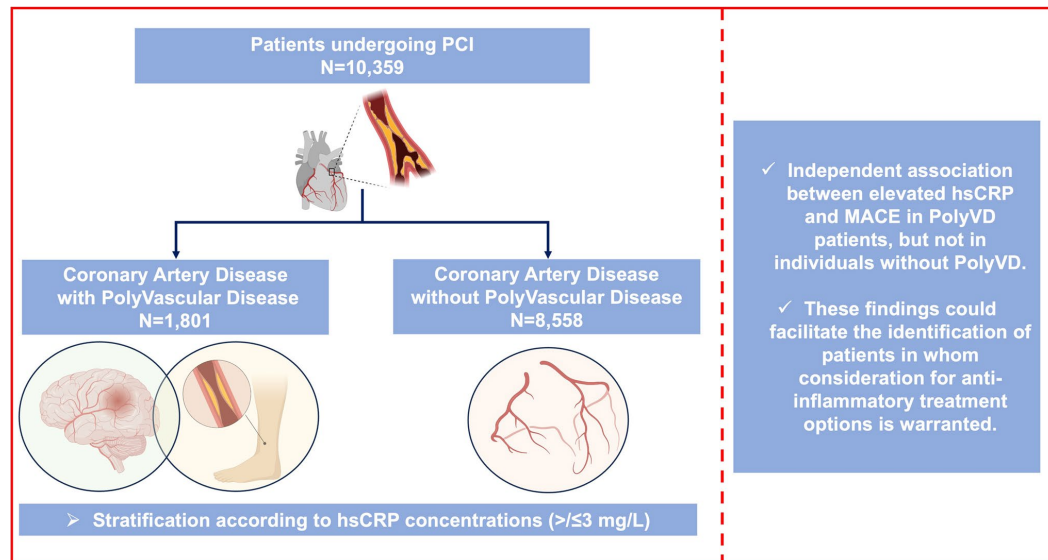 Patients undergoing PCI
N=10,359
Coronary Artery Disease
with PolyVascular Disease
N=1,801
Coronary Artery Disease
without PolyVascular Disease
N=8,558
➢ Stratification according to hsCRP concentrations (>/≤3 mg/L)
✓ Independent association
between elevated hsCRP
and MACE in PolyVD
patients, but not in
individuals without PolyVD.
✓ These findings could
facilitate the identification of
patients in whom
consideration for anti-
inflammatory treatment
options is warranted.